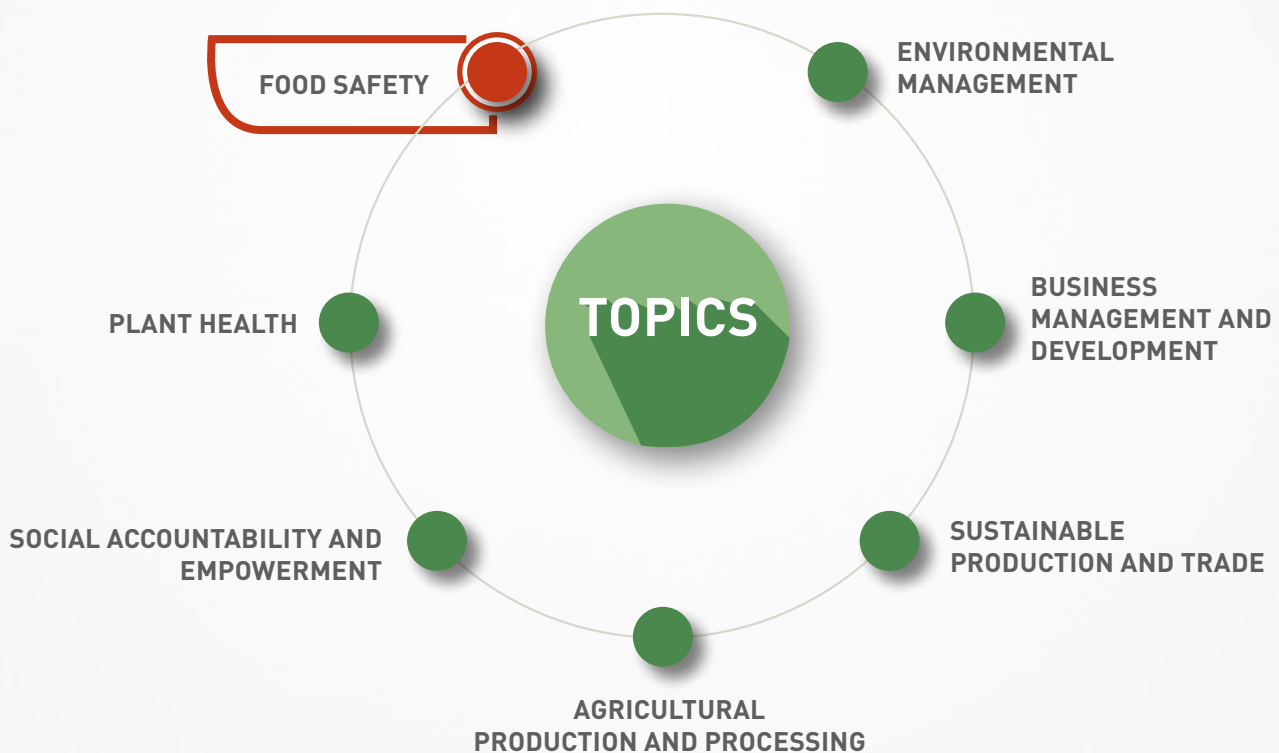 FOOD SAFETY
ENVIRONMENTAL
MANAGEMENT
TOPICS
BUSINESS
MANAGEMENT AND
DEVELOPMENT
PLANT HEALTH
SOCIAL ACCOUNTABILITY AND
EMPOWERMENT
SUSTAINABLE
PRODUCTION AND TRADE
AGRICULTURAL
PRODUCTION AND PROCESSING